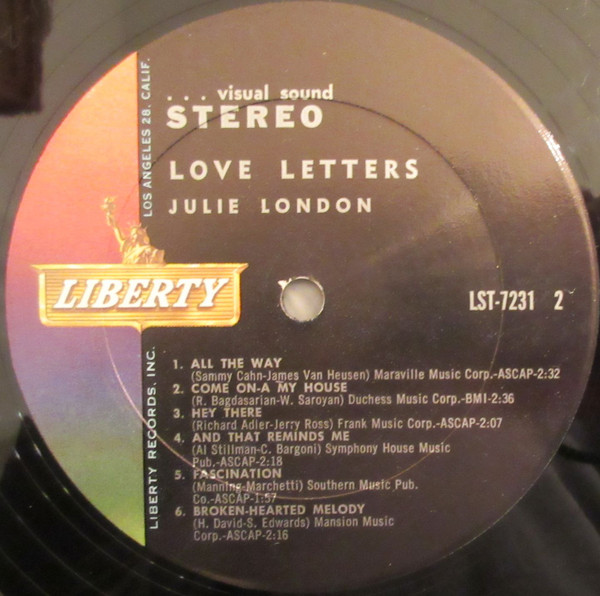 . . . visual sound
STEREO
LOVE LETTERS
JULIE LONDON
LOS ANGELES 28, CALIF.
LIBERTY
LST-7231 2
LIBERTY RECORDS, INC.
1. ALL THE WAY
(Sammy Cahn-James Van Heusen) Maraville Music Corp.-ASCAP-2:32
2. COME ON-A MY HOUSE
(R. Bagdasarian-W. Saroyan) Duchess Music Corp.-BMI-2:36
3. HEY THERE
(Richard Adler-Jerry Ross) Frank Music Corp.-ASCAP-2:07
4. AND THAT REMINDS ME
(Al Stillman-C. Bargoni) Symphony House Music
Pub.-ASCAP-2:18
5. FASCINATION
(Manning-Marchetti) Southern Music Pub.
Co.-ASCAP-1:57
6. BROKEN-HEARTED MELODY
(H. David-S. Edwards) Mansion Music
Corp.-ASCAP-2:16